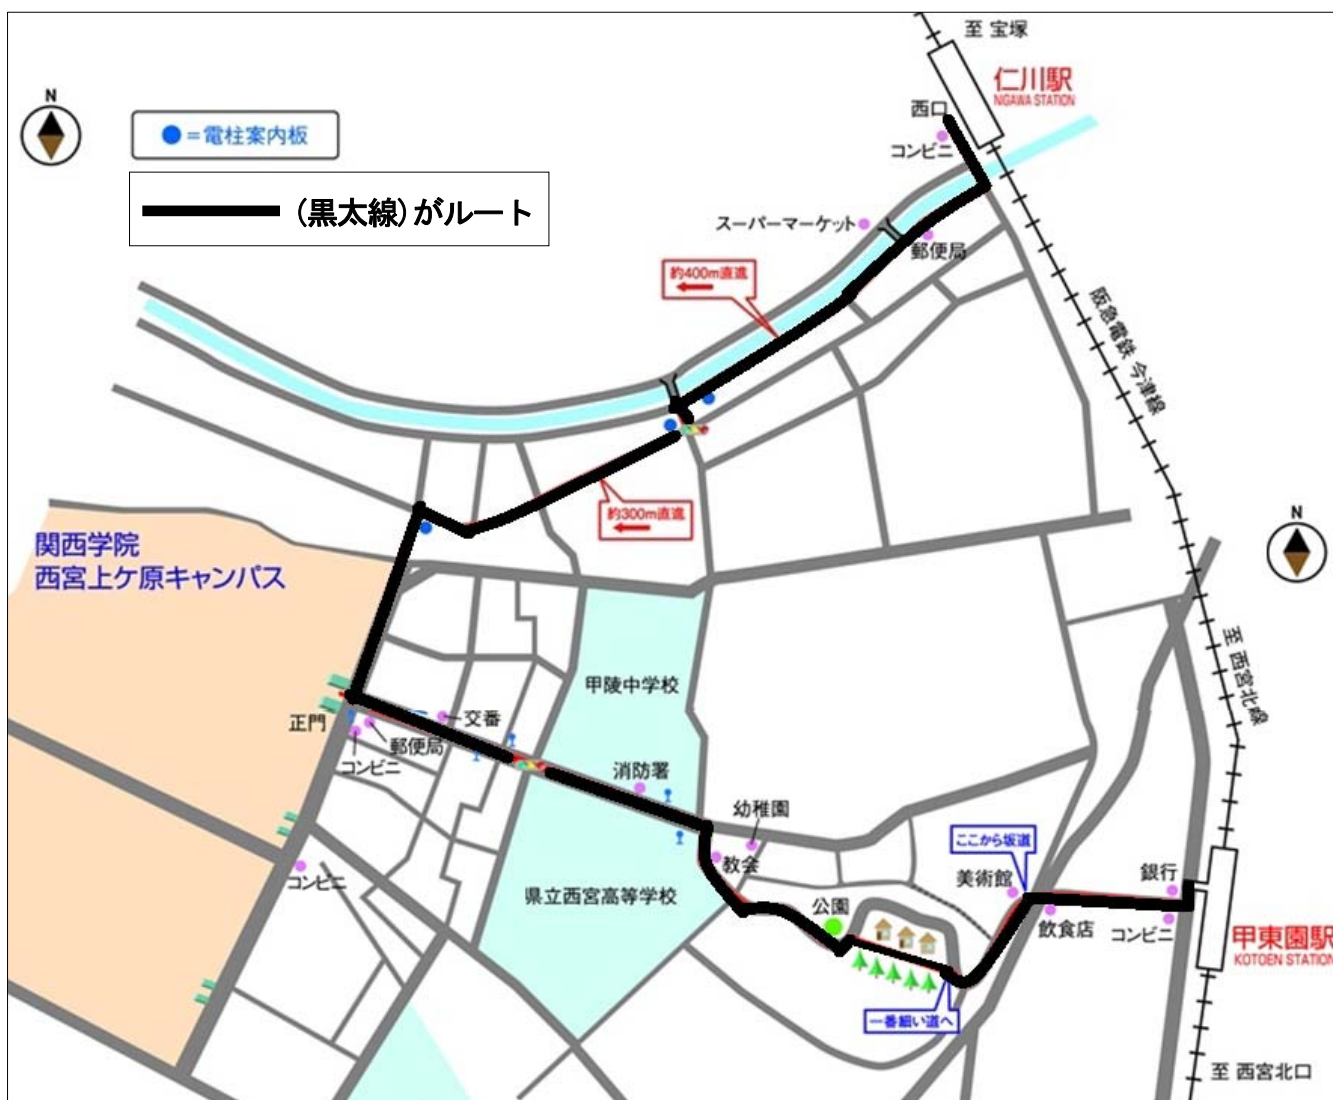 至 宝塚
仁川駅
NIGAWA STATION
N
●=電柱案内板
西口
コンビニ
(黒太線)がルート
スーパーマーケット
郵便局
約400m直進
阪急電鉄 今津線
約300m直進
N
関西学院
西宮上ケ原キャンパス
至 西宮北線
甲陵中学校
正門
交番
郵便局
コンビニ
消防署
幼稚園
ここから坂道
教会
美術館
銀行
コンビニ
県立西宮高等学校
公園
飲食店
コンビニ
甲東園駅
KOTOEN STATION
一番細い道へ
至 西宮北口